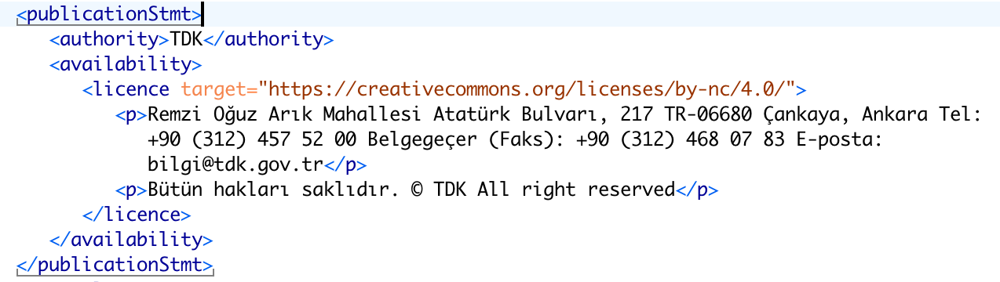 <publicationStmt>
<authority>TDK</authority>
<availability>
<licence target="https://creativecommons.org/licenses/by-nc/4.0/">
<p>Remzi Oğuz Arık Mahallesi Atatürk Bulvarı, 217 TR-06680 Çankaya, Ankara Tel:
+90 (312) 457 52 00 Belgegeçer (Faks): +90 (312) 468 07 83 E-posta:
bilgi@tdk.gov.tr</p>
<p>Bütün hakları saklıdır. © TDK All right reserved</p>
</licence>
</availability>
</publicationStmt>